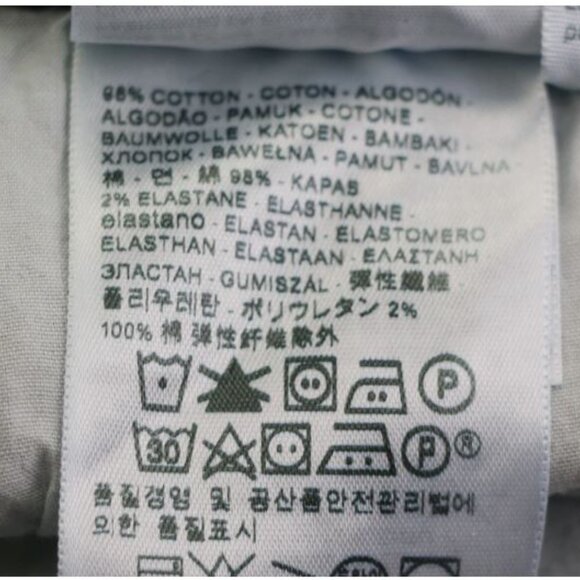 98% COTTON - COTON - ALGODÓN -
ALGODÃO - PAMUK - COTONE -
BAUMWOLLE - KATOEN - BAMBAKI -
ХЛОПОК - BAWEŁNA - PAMUT - BAVLNA -
棉 - 면 - 綿 98% - KAPAS
2% ELASTANE - ELASTHANNE -
elastano - ELASTAN - ELASTOMERO
ELASTHAN - ELASTAAN - ΕΛΑΣΤΑΝΗ
ЭЛАСТАН - GUMISZÁL - 弾性纖維 -
폴리우레탄 - ポリウレタン 2%
100% 棉 弹性纤维除外
P
30 P ®
품질경영 및 공산품안전관리법에
의한 품질표시